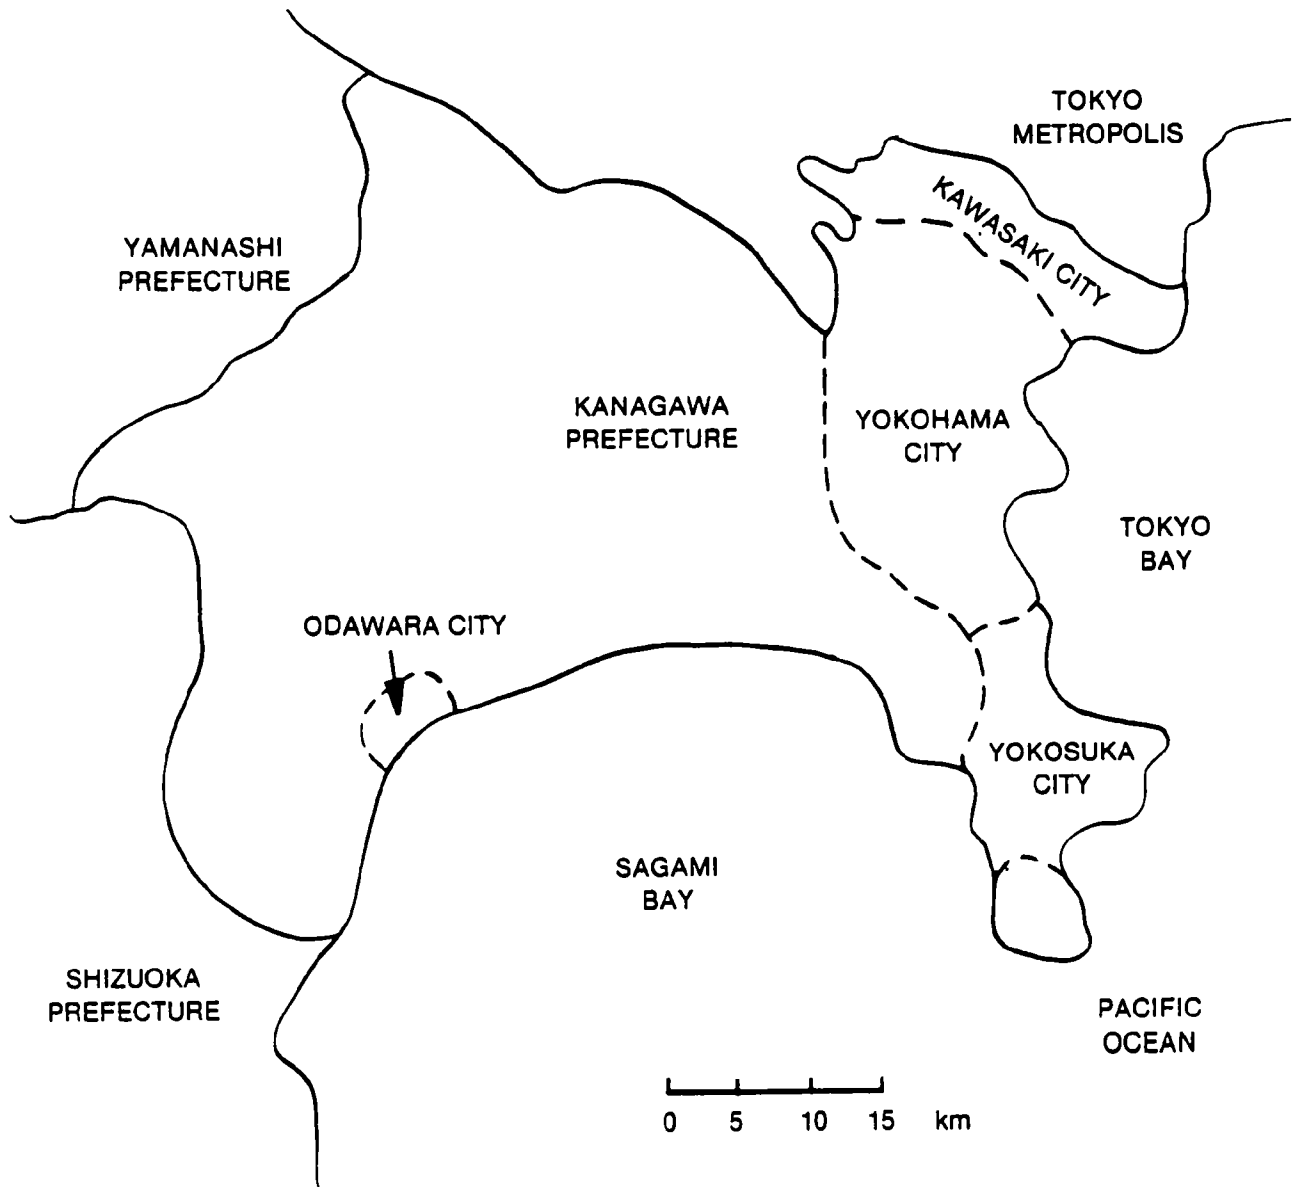 TOKYO
METROPOLIS
KAWASAKI CITY
YAMANASHI
PREFECTURE
KANAGAWA
PREFECTURE
YOKOHAMA
CITY
TOKYO
BAY
ODAWARA CITY
YOKOSUKA
CITY
SAGAMI
BAY
SHIZUOKA
PREFECTURE
PACIFIC
OCEAN
0 5 10 15 km